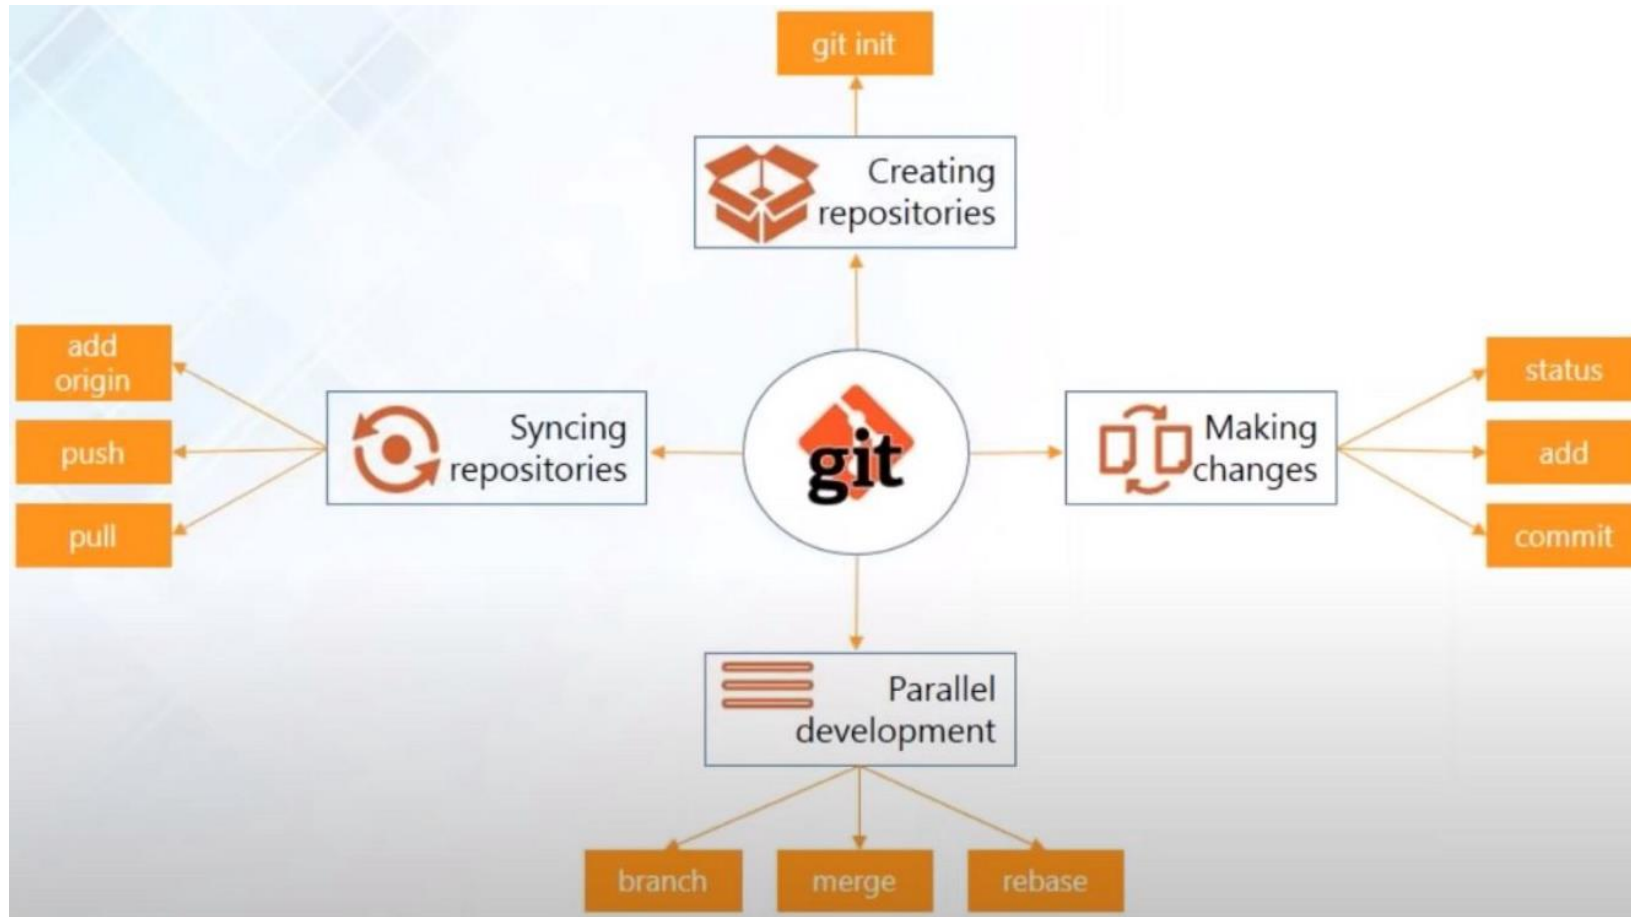 git init
Creating
repositories
add
origin
push
pull
Syncing
repositories
git
Making
changes
status
add
commit
Parallel
development
branch
merge
rebase